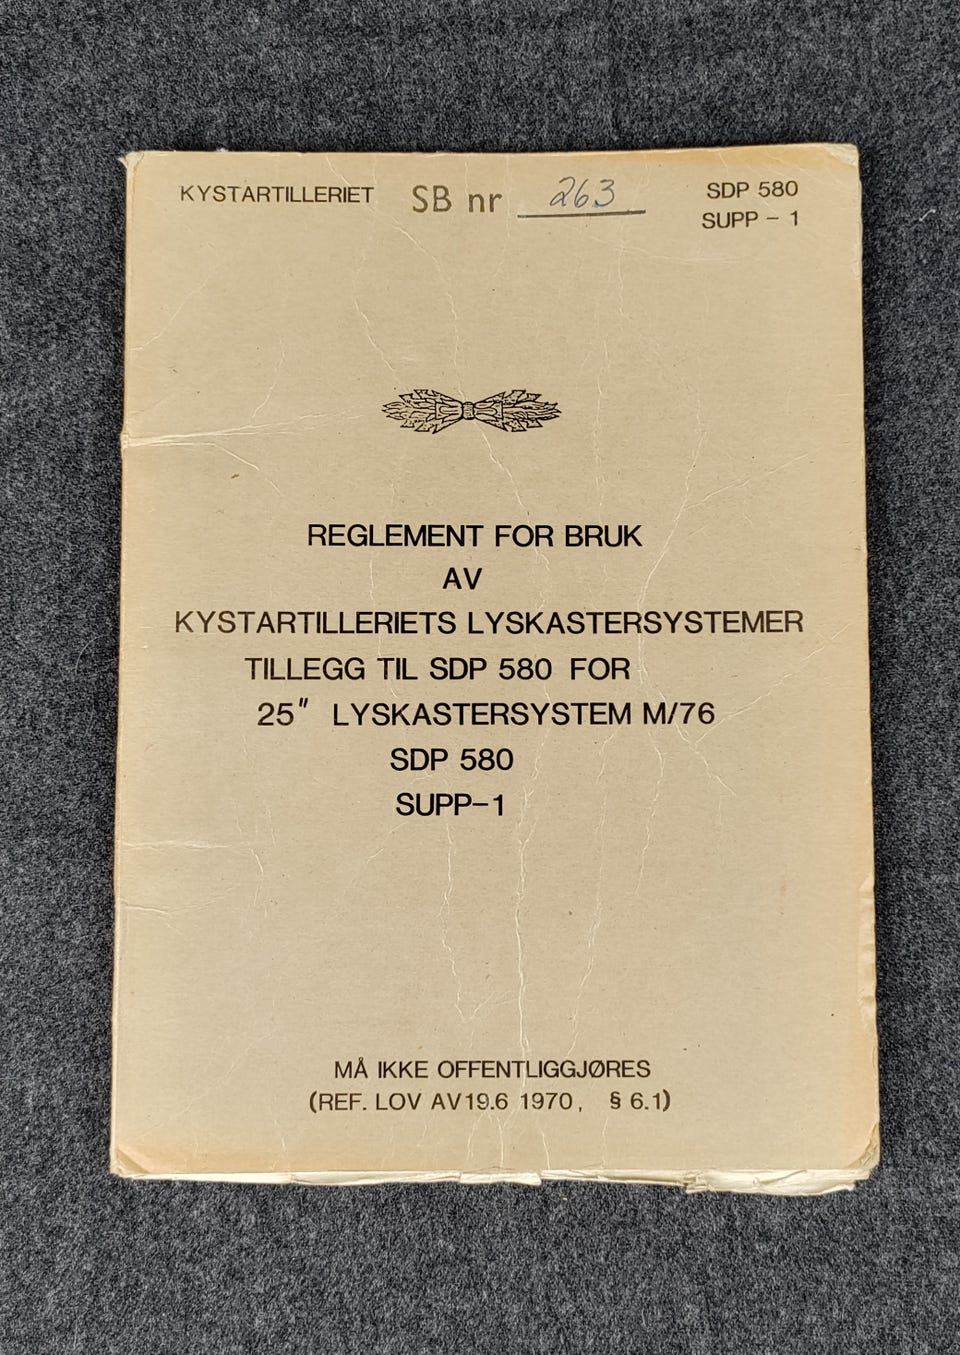 KYSTARTILLERIET SB nr 263 SDP 580
SUPP - 1
REGLEMENT FOR BRUK
AV
KYSTARTILLERIETS LYSKASTERSYSTEMER
TILLEGG TIL SDP 580 FOR
25" LYSKASTERSYSTEM M/76
SDP 580
SUPP-1
MÅ IKKE OFFENTLIGGJØRES
(REF. LOV AV 19.6 1970, § 6.1)